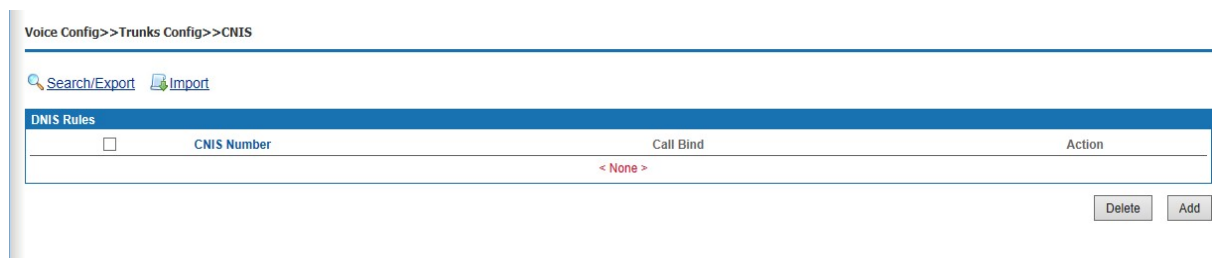 Voice Config>>Trunks Config>>CNIS
Search/Export Import
DNIS Rules
CNIS Number Call Bind Action
< None >
Delete Add